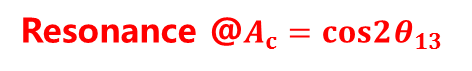 Resonance @A_c = cos2θ_13